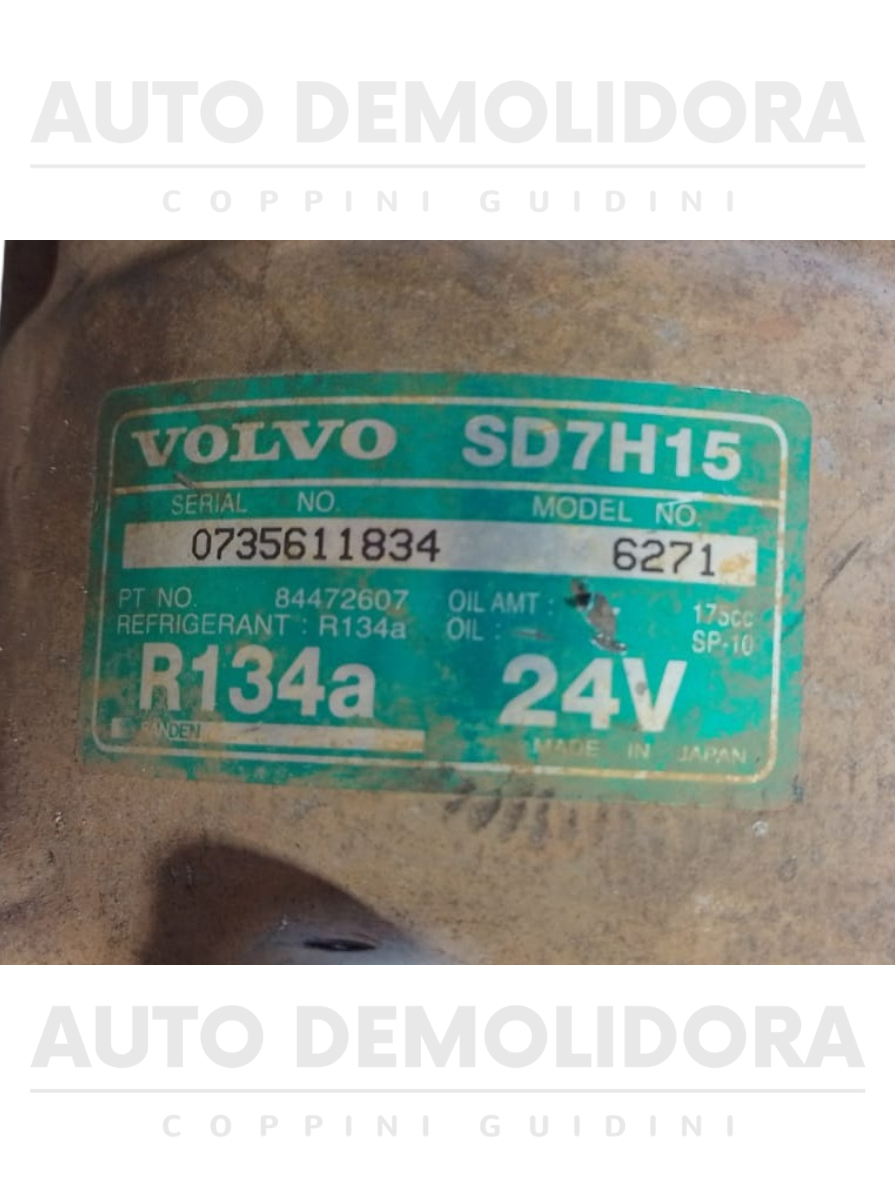 AUTO DEMOLIDORA
COPPINI GUIDINI
VOLVO SD7H15
SERIAL NO. MODEL NO.
0735611834 6271
PT NO. 84472607 OIL AMT : 175cc
REFRIGERANT : R134a OIL : SP-10
R134a 24V
SANDEN
MADE IN JAPAN
AUTO DEMOLIDORA
COPPINI GUIDINI